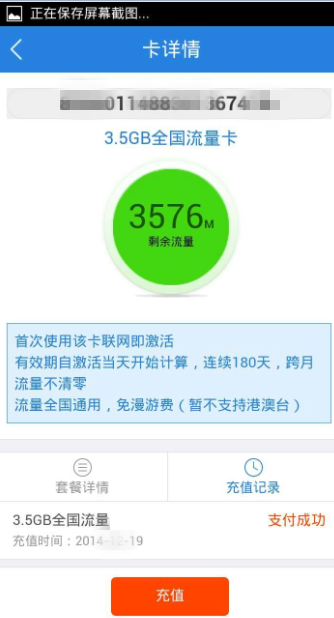 正在保存屏幕截图...
卡详情
3.5GB全国流量卡
3576M
剩余流量
首次使用该卡联网即激活
有效期自激活当天开始计算，连续180天，跨月
流量不清零
流量全国通用，免漫游费（暂不支持港澳台）
套餐详情
充值记录
3.5GB全国流量
支付成功
充值时间：2014-12-19
充值